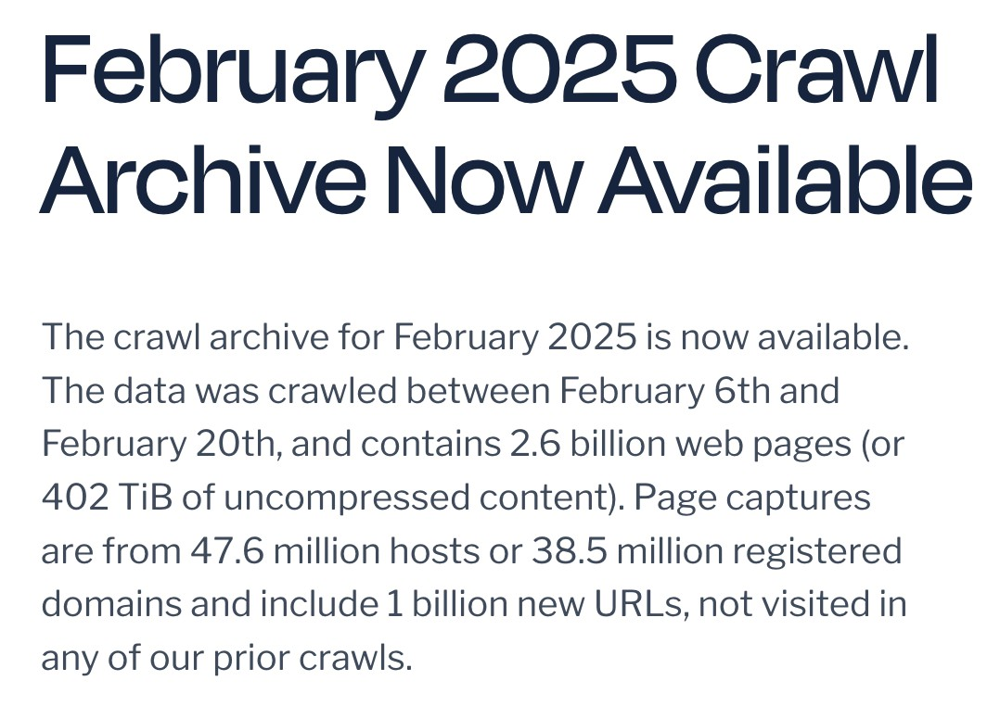 February 2025 Crawl
Archive Now Available
The crawl archive for February 2025 is now available.
The data was crawled between February 6th and
February 20th, and contains 2.6 billion web pages (or
402 TiB of uncompressed content). Page captures
are from 47.6 million hosts or 38.5 million registered
domains and include 1 billion new URLs, not visited in
any of our prior crawls.